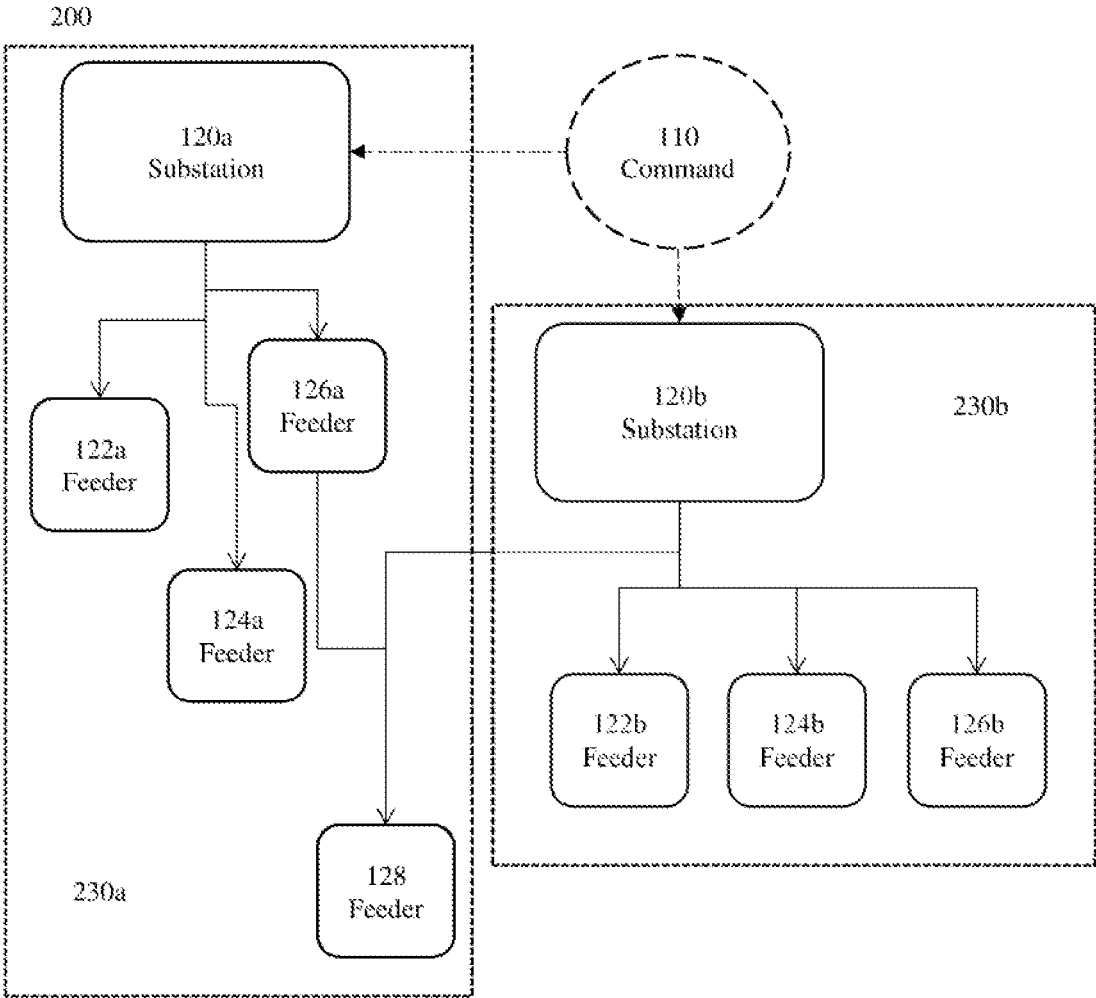 200
120a
Substation
110
Command
126a
Feeder
120b
Substation
230b
122a
Feeder
124a
Feeder
122b
Feeder
124b
Feeder
126b
Feeder
128
Feeder
230a